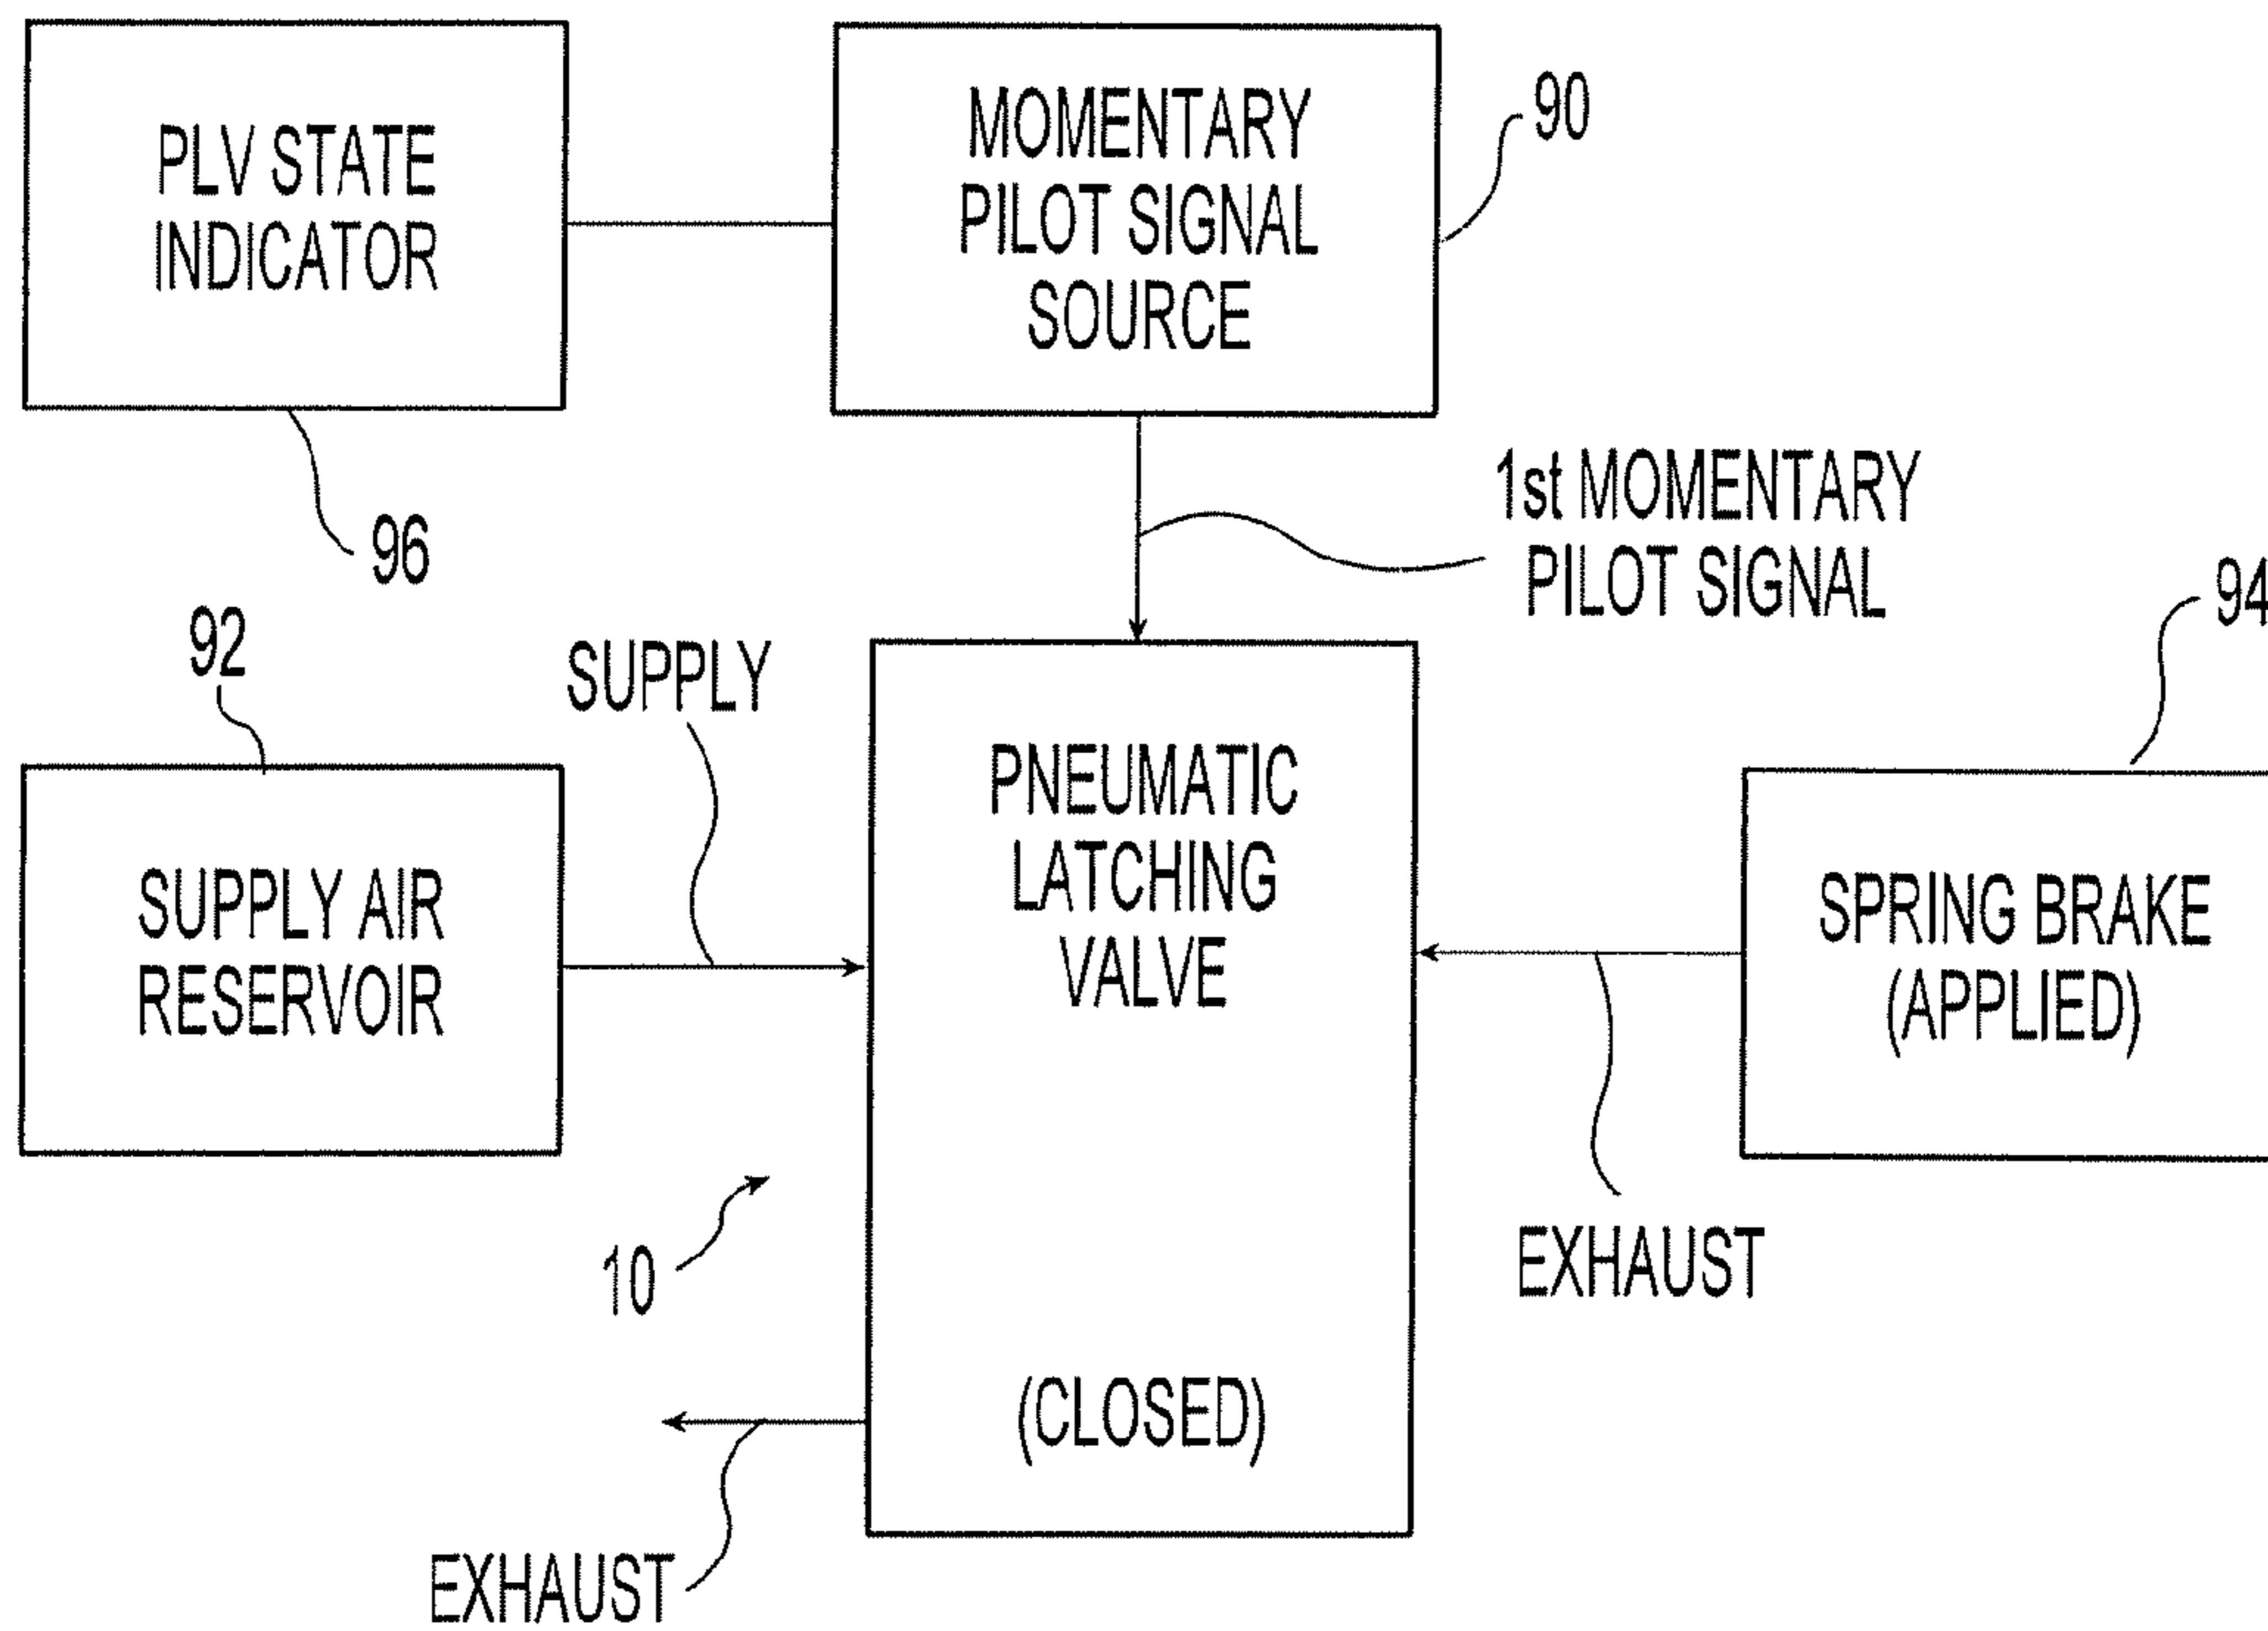 PLV STATE
INDICATOR
MOMENTARY
PILOT SIGNAL
SOURCE
90
96
1st MOMENTARY
PILOT SIGNAL
94
92
SUPPLY
SUPPLY AIR
RESERVOIR
PNEUMATIC
LATCHING
VALVE
(CLOSED)
SPRING BRAKE
(APPLIED)
10
EXHAUST
EXHAUST